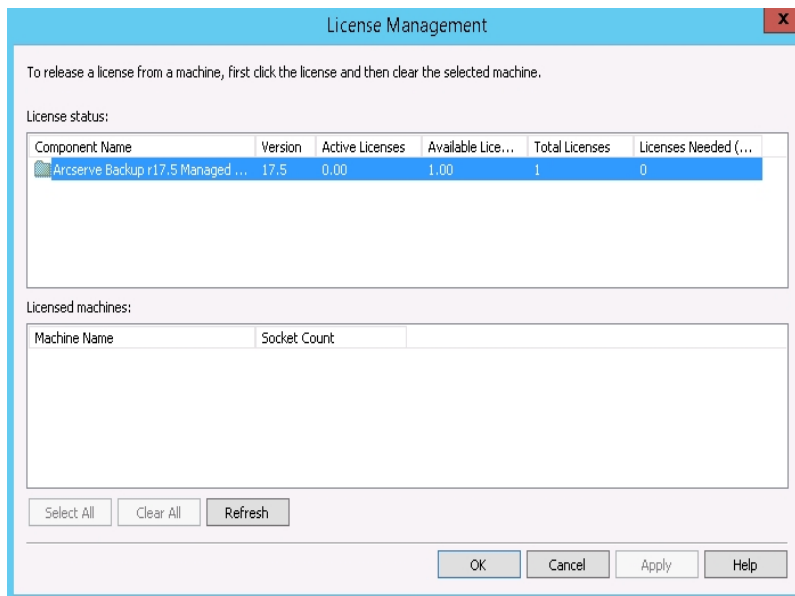 License Management
X
To release a license from a machine, first click the license and then clear the selected machine.
License status:
Component Name Version Active Licenses Available Lice... Total Licenses Licenses Needed (...
Arcserve Backup r17.5 Managed ... 17.5 0.00 1.00 1 0
Licensed machines:
Machine Name Socket Count
Select All Clear All Refresh
OK Cancel Apply Help